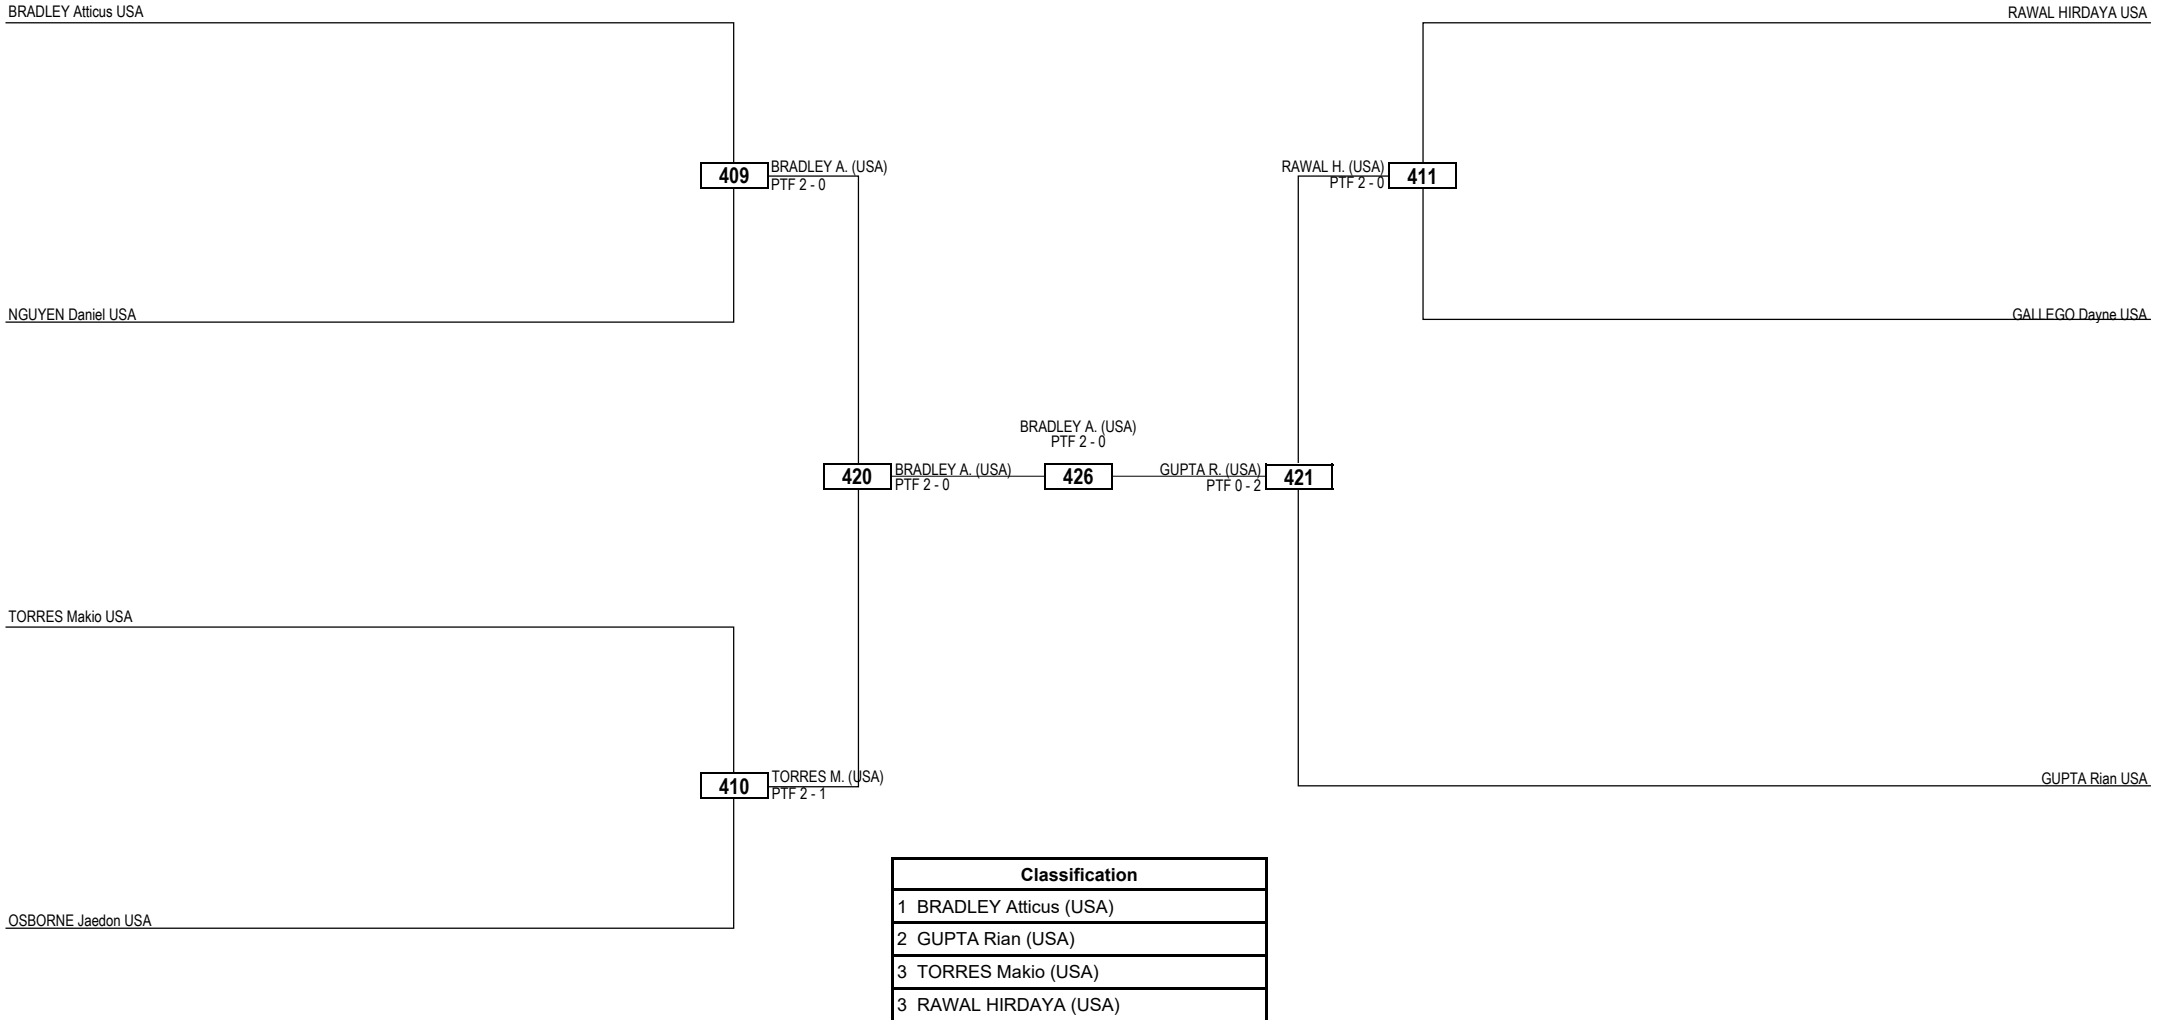 BRADLEY Atticus USA
RAWAL HIRDAYA USA
409
BRADLEY A. (USA)
PTF 2 - 0
RAWAL H. (USA)
PTF 2 - 0
411
NGUYEN Daniel USA
GALLEGO Dayne USA
BRADLEY A. (USA)
PTF 2 - 0
420
BRADLEY A. (USA)
PTF 2 - 0
426
GUPTA R. (USA)
PTF 0 - 2
421
TORRES Makio USA
410
TORRES M. (USA)
PTF 2 - 1
GUPTA Rian USA
OSBORNE Jaedon USA
Classification
1 BRADLEY Atticus (USA)
2 GUPTA Rian (USA)
3 TORRES Makio (USA)
3 RAWAL HIRDAYA (USA)